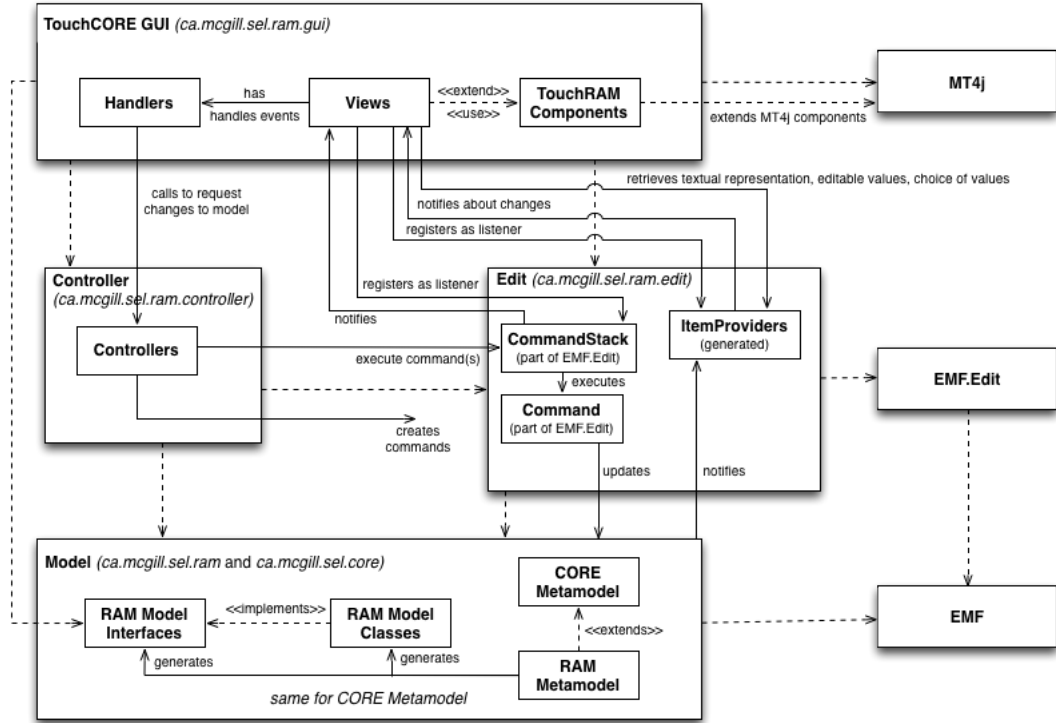 TouchCORE GUI (ca.mcgill.sel.ram.gui)
Handlers
has
handles events
Views
<<extend>>
<<use>>
TouchRAM
Components
extends MT4j components
MT4j
calls to request
changes to model
retrieves textual representation, editable values, choice of values
notifies about changes
registers as listener
Controller
(ca.mcgill.sel.ram.controller)
registers as listener
notifies
Edit (ca.mcgill.sel.ram.edit)
Controllers
execute command(s)
CommandStack
(part of EMF.Edit)
ItemProviders
(generated)
executes
Command
(part of EMF.Edit)
creates
commands
EMF.Edit
updates
notifies
Model (ca.mcgill.sel.ram and ca.mcgill.sel.core)
CORE
Metamodel
RAM Model
Interfaces
<<implements>>
RAM Model
Classes
<<extends>>
EMF
generates
generates
RAM
Metamodel
same for CORE Metamodel